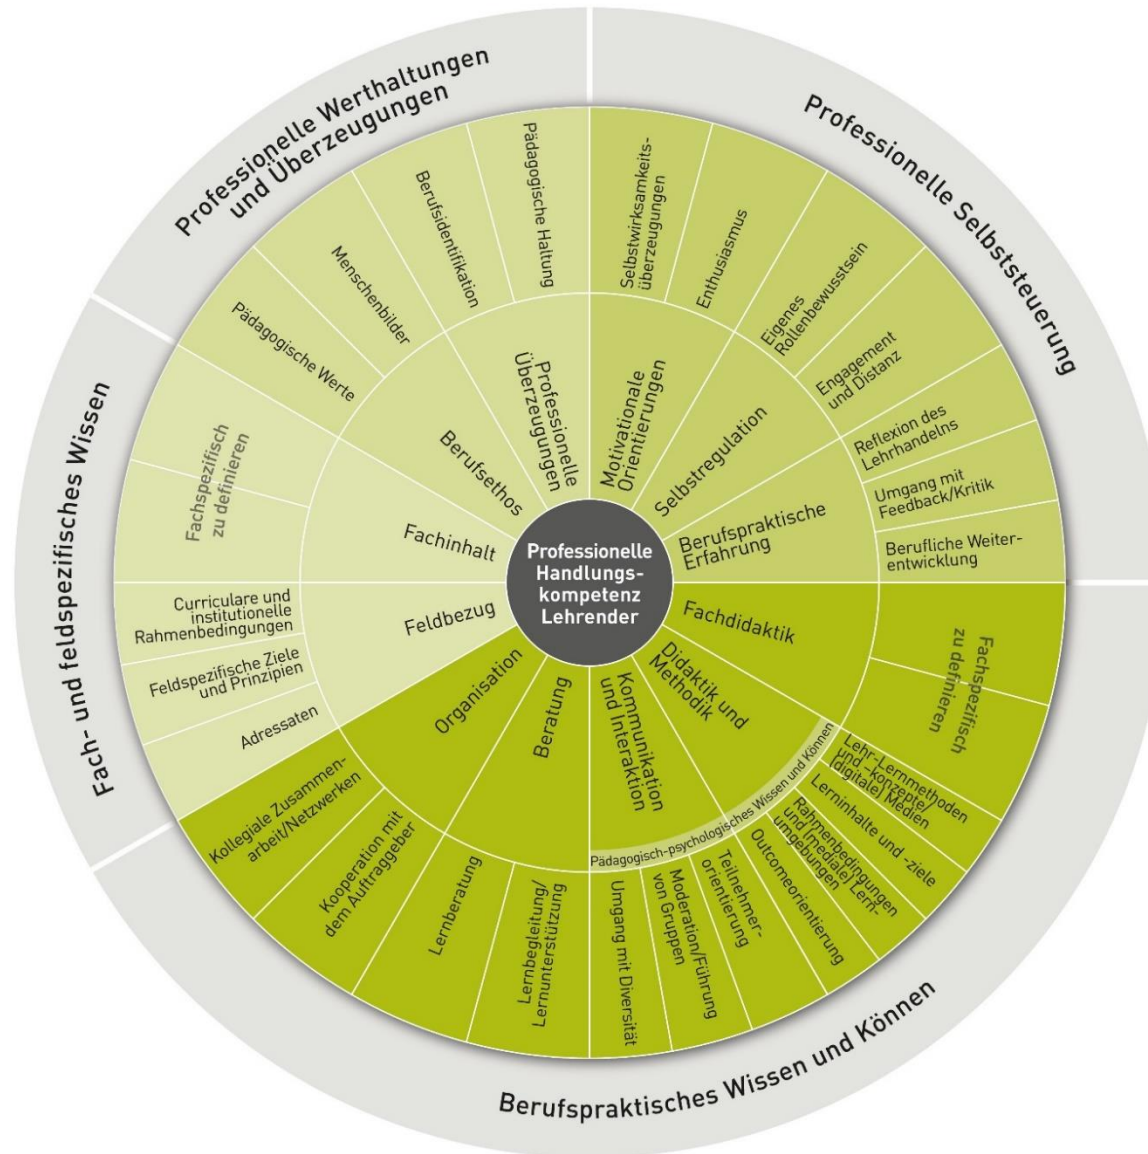 Professionelle Werthaltungen
und Überzeugungen
Professionelle Selbststeuerung
Berufspraktisches Wissen und Können
Fach- und feldspezifisches Wissen
Professionelle
Handlungs-
kompetenz
Lehrender
Motivationale
Orientierungen
Selbstwirksamkeits-
überzeugungen
Enthusiasmus
Selbstregulation
Eigenes
Rollenbewusstsein
Engagement
und Distanz
Berufspraktische
Erfahrung
Reflexion des
Lehrhandelns
Umgang mit
Feedback/Kritik
Berufliche Weiter-
entwicklung
Fachdidaktik
Fachspezifisch
zu definieren
Didaktik und
Methodik
Pädagogisch-psychologisches Wissen und Können
Lehr-Lernmethoden
und -konzepte/
(digitale) Medien
Lerninhalte und -ziele
Rahmenbedingungen
und (mediale) Lern-
umgebungen
Outcomeorientierung
Kommunikation
und Interaktion
Teilnehmer-
orientierung
Moderation/Führung
von Gruppen
Umgang mit Diversität
Beratung
Lernbegleitung/
Lernunterstützung
Lernberatung
Organisation
Kooperation mit
dem Auftraggeber
Kollegiale Zusammen-
arbeit/Netzwerken
Feldbezug
Adressaten
Feldspezifische Ziele
und Prinzipien
Curriculare und
institutionelle
Rahmenbedingungen
Fachinhalt
Fachspezifisch
zu definieren
Berufsethos
Pädagogische Werte
Menschenbilder
Professionelle
Überzeugungen
Berufsidentifikation
Pädagogische Haltung